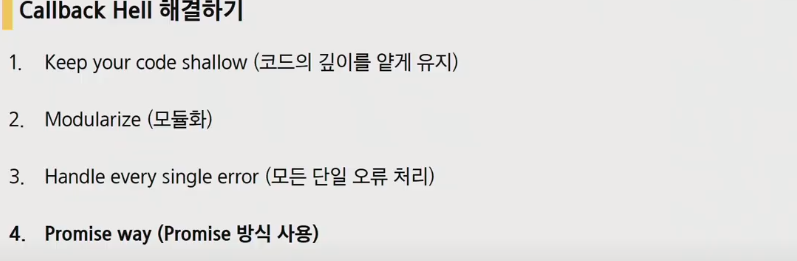 Callback Hell 해결하기
1. Keep your code shallow (코드의 깊이를 얕게 유지)
2. Modularize (모듈화)
3. Handle every single error (모든 단일 오류 처리)
4. Promise way (Promise 방식 사용)